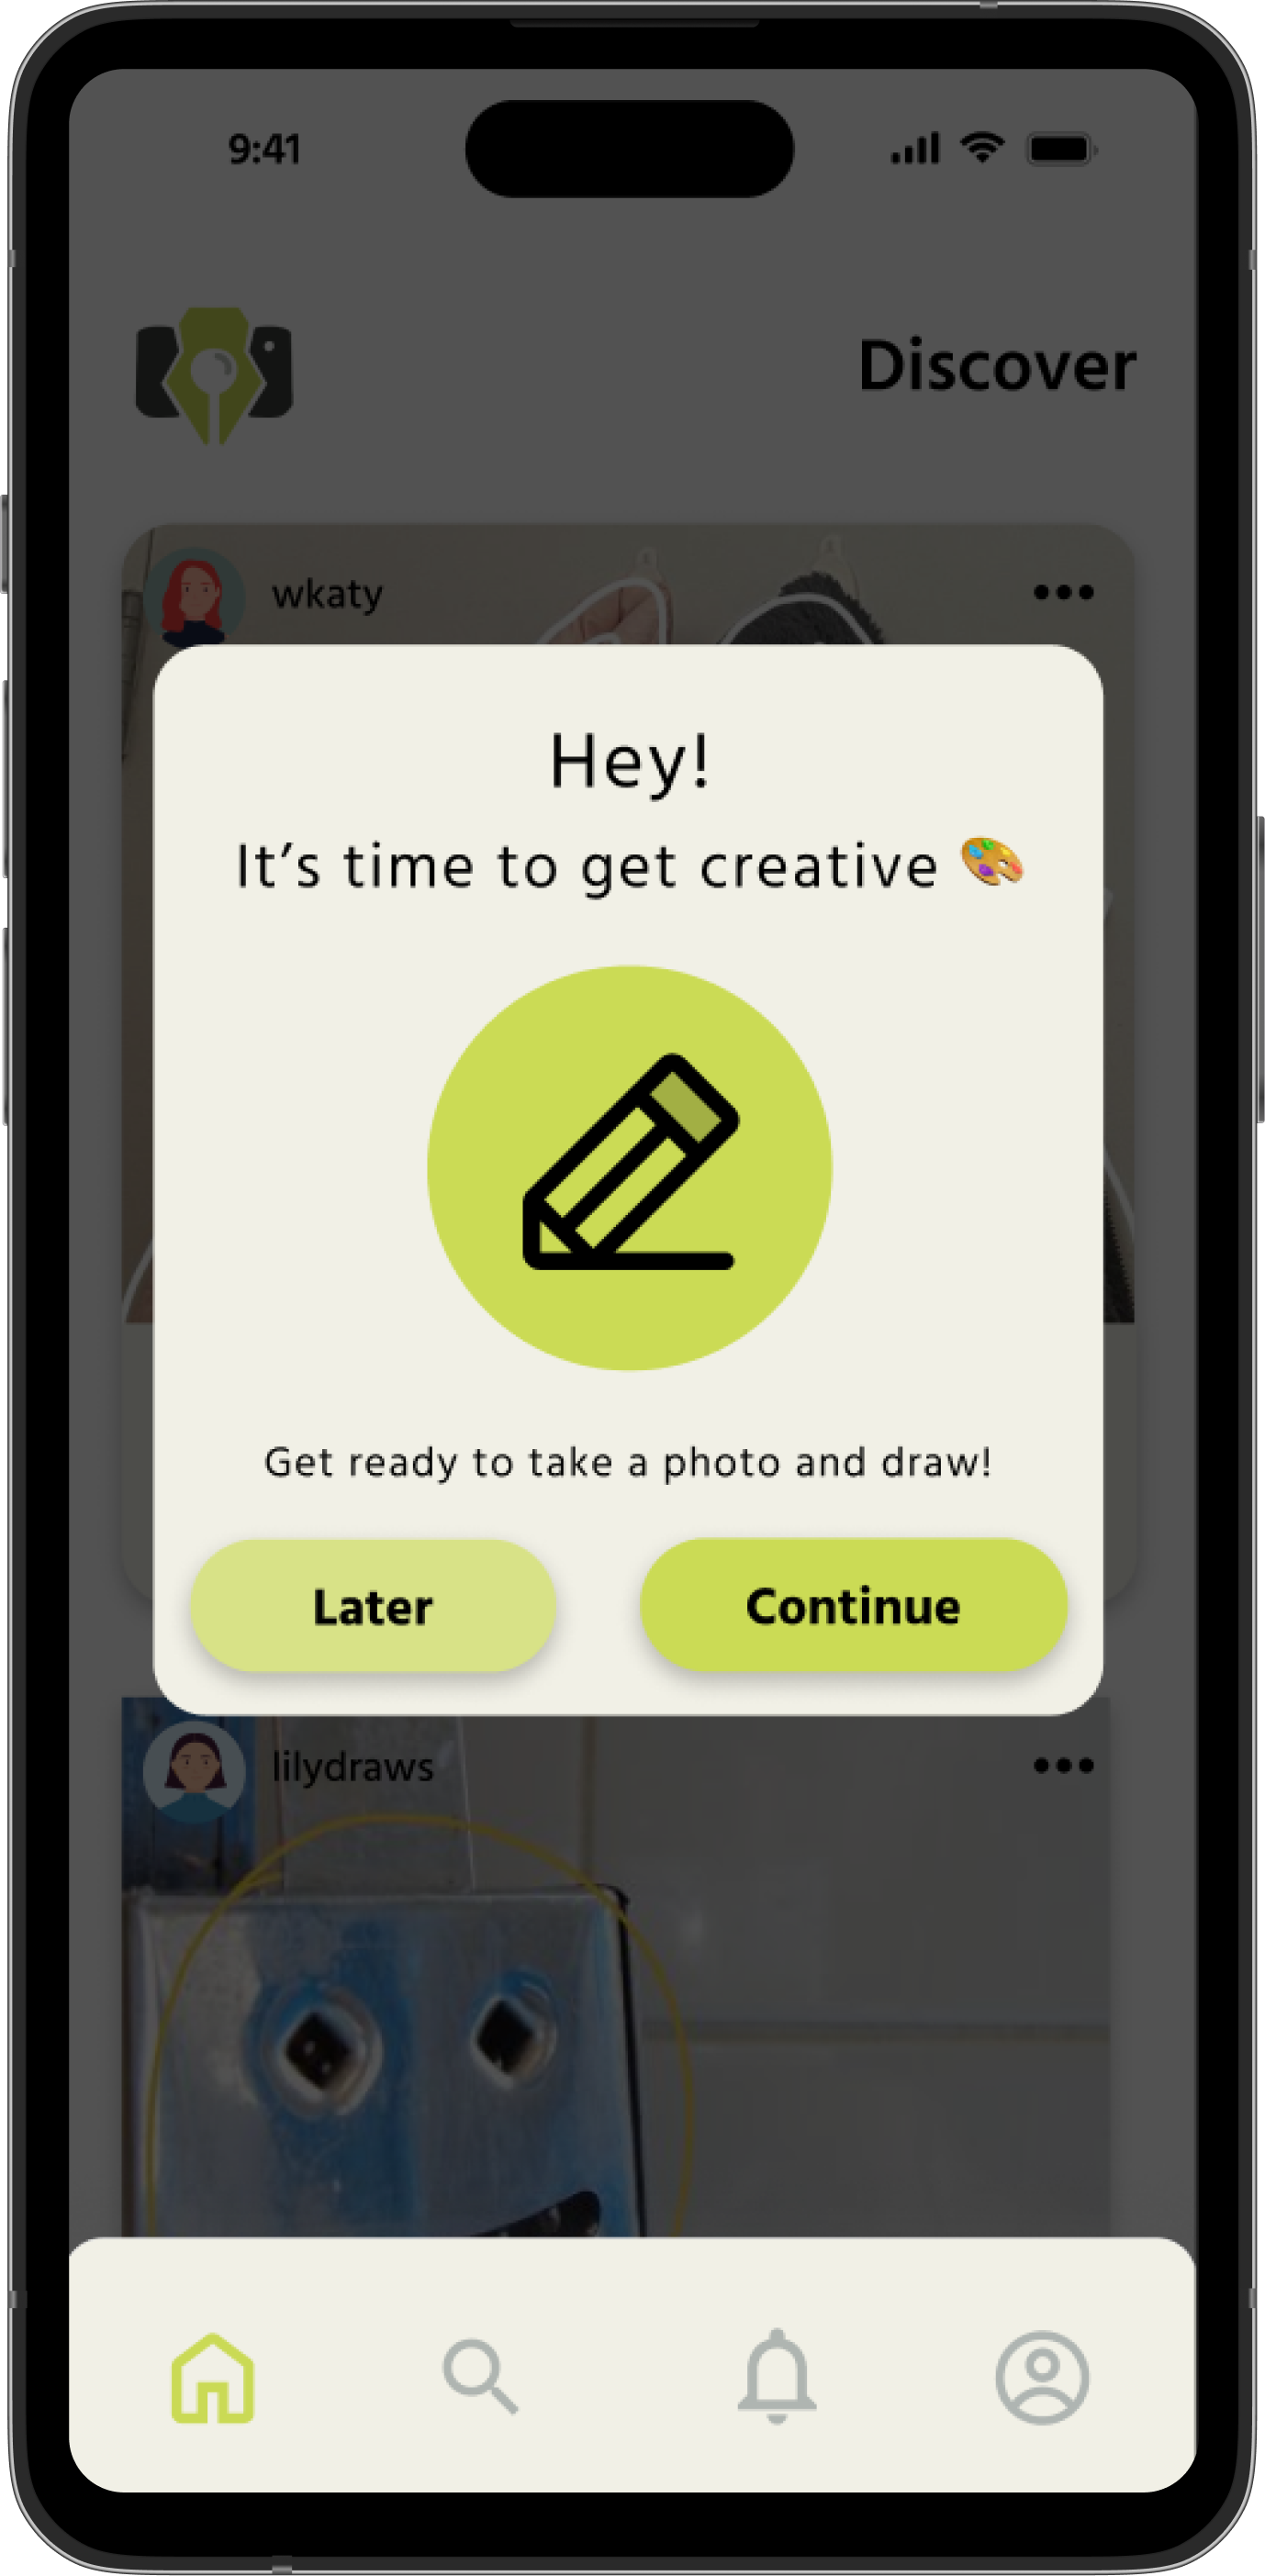 9:41
Discover
wkaty
Hey!
It’s time to get creative 🎨
Get ready to take a photo and draw!
Later
Continue
lilydraws